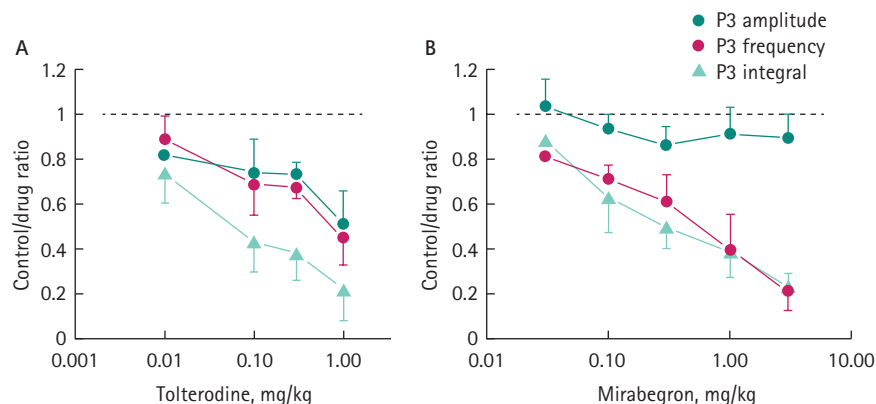 P3 amplitude
P3 frequency
P3 integral
A
Control/drug ratio
1.2
1
0.8
0.6
0.4
0.2
0
0.001
0.01
0.10
1.00
Tolterodine, mg/kg
B
Control/drug ratio
1.2
1
0.8
0.6
0.4
0.2
0
0.01
0.10
1.00
10.00
Mirabegron, mg/kg